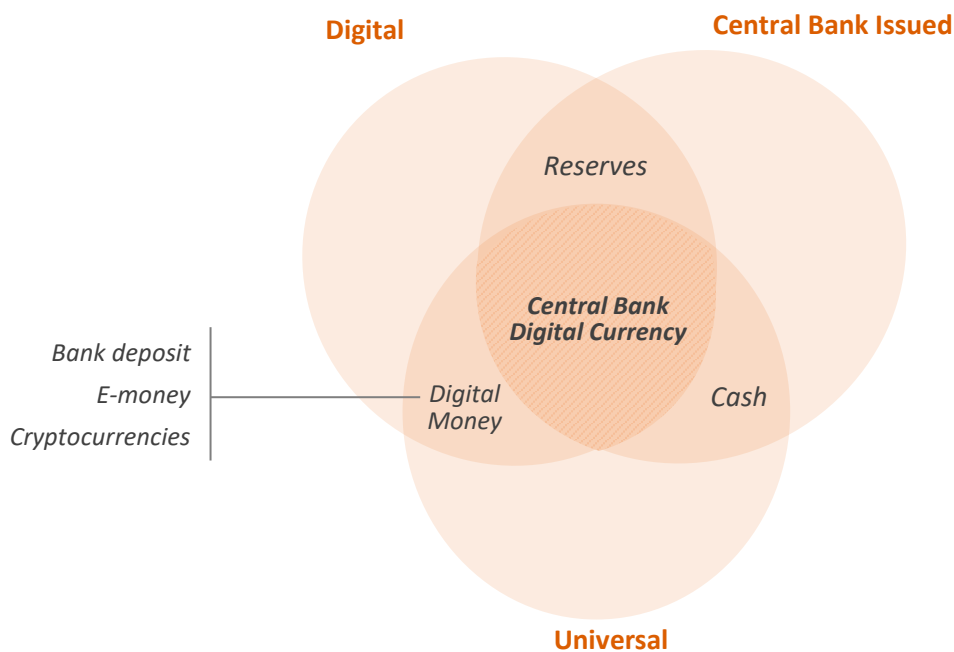 Central Bank Issued
Digital
Reserves
Central Bank
Digital Currency
Bank deposit
E-money
Cryptocurrencies
Digital
Money
Cash
Universal